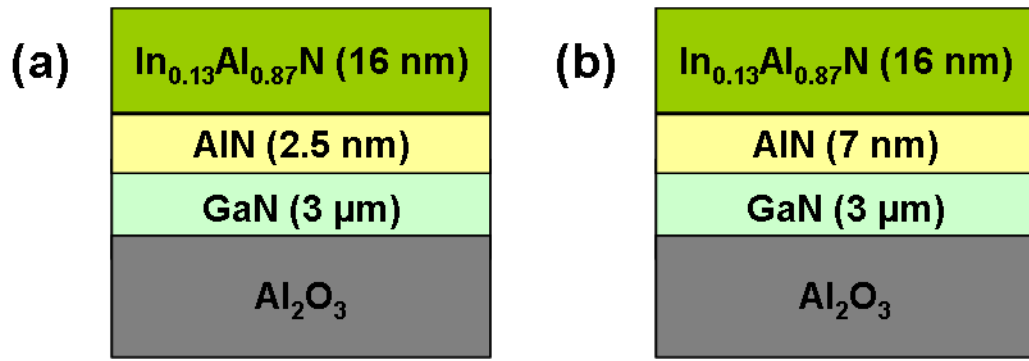 (a)
In₀.₁₃Al₀.₈₇N (16 nm)
AlN (2.5 nm)
GaN (3 µm)
Al₂O₃
(b)
In₀.₁₃Al₀.₈₇N (16 nm)
AlN (7 nm)
GaN (3 µm)
Al₂O₃